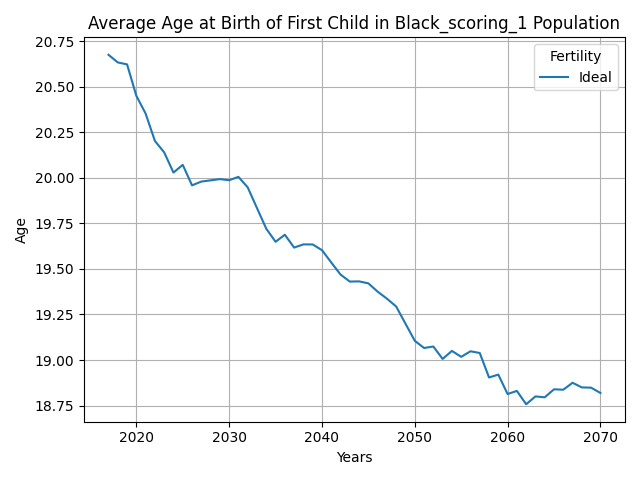 Average Age at Birth of First Child in Black_scoring_1 Population
20.75
20.50
20.25
20.00
19.75
19.50
19.25
19.00
18.75
Age
Fertility
Ideal
2020 2030 2040 2050 2060 2070
Years